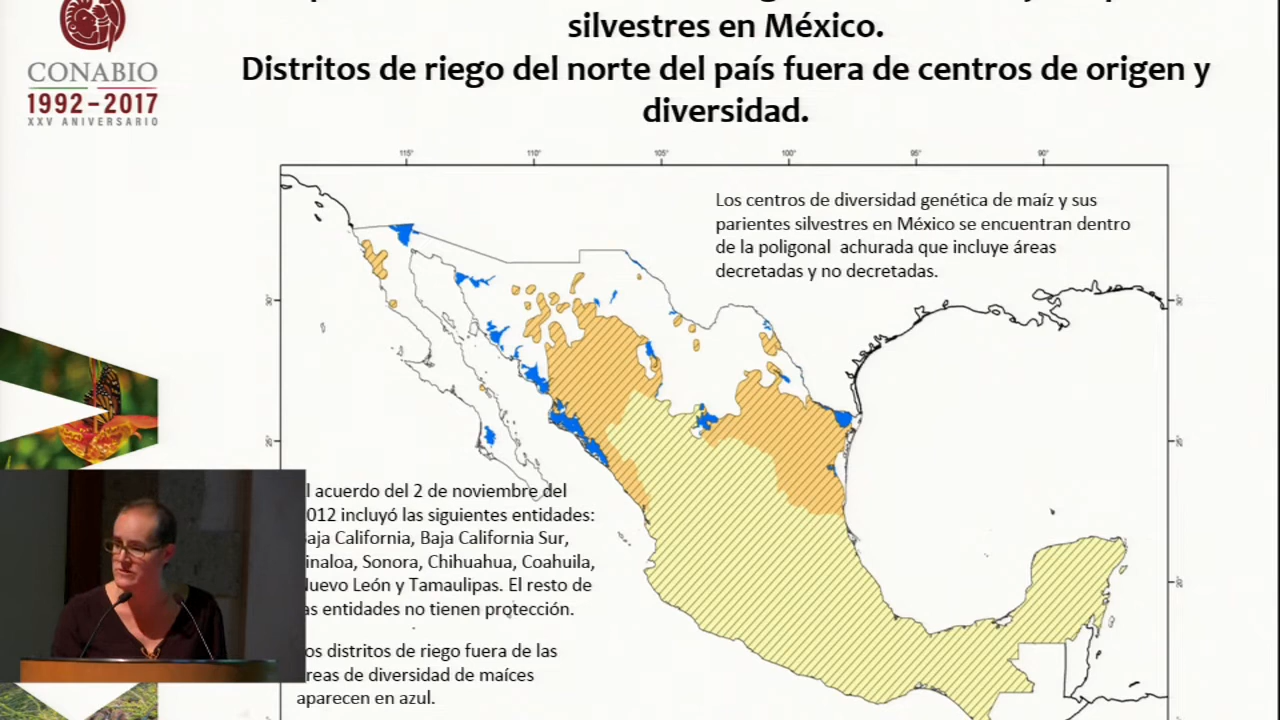 silvestres en México.
Distritos de riego del norte del país fuera de centros de origen y
diversidad.
CONABIO
1992-2017
XXV ANIVERSARIO
115°
110°
105°
100°
95°
90°
Los centros de diversidad genética de maíz y sus
parientes silvestres en México se encuentran dentro
de la poligonal achurada que incluye áreas
decretadas y no decretadas.
30°
30°
25°
25°
20°
l acuerdo del 2 de noviembre del
012 incluyó las siguientes entidades:
aja California, Baja California Sur,
inaloa, Sonora, Chihuahua, Coahuila,
uevo León y Tamaulipas. El resto de
as entidades no tienen protección.
os distritos de riego fuera de las
reas de diversidad de maíces
aparecen en azul.